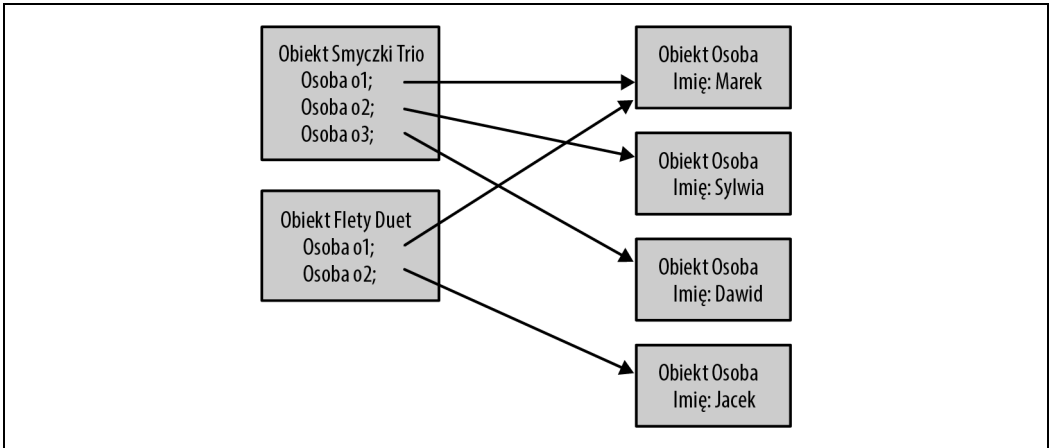 Obiekt Smyczki Trio
Osoba o1;
Osoba o2;
Osoba o3;
Obiekt Flety Duet
Osoba o1;
Osoba o2;
Obiekt Osoba
Imię: Marek
Obiekt Osoba
Imię: Sylwia
Obiekt Osoba
Imię: Dawid
Obiekt Osoba
Imię: Jacek